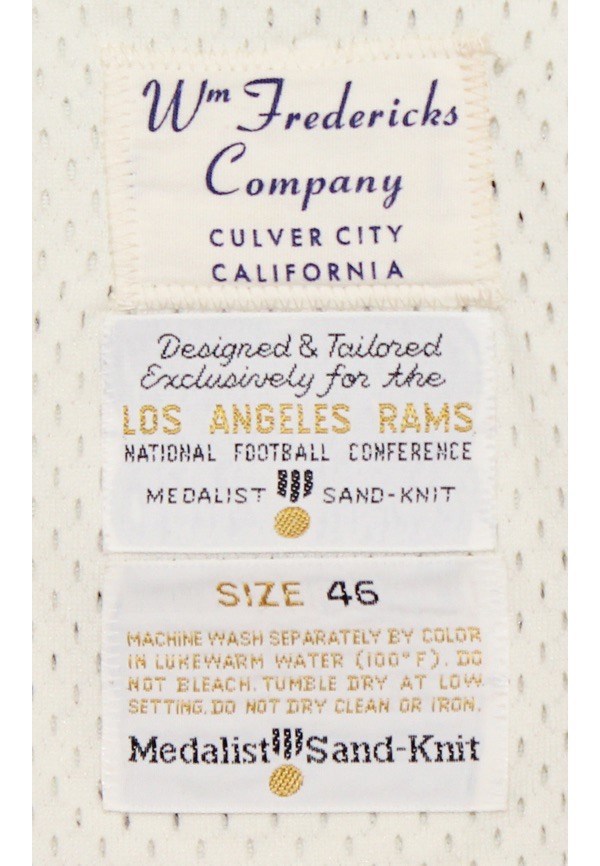 Wm Fredericks
Company
CULVER CITY
CALIFORNIA
Designed & Tailored
Exclusively for the
LOS ANGELES RAMS
NATIONAL FOOTBALL CONFERENCE
MEDALIST SAND-KNIT
SIZE 46
MACHINE WASH SEPARATELY BY COLOR
IN LUKEWARM WATER (100°F). DO
NOT BLEACH. TUMBLE DRY AT LOW
SETTING. DO NOT DRY CLEAN OR IRON.
Medalist Sand-Knit